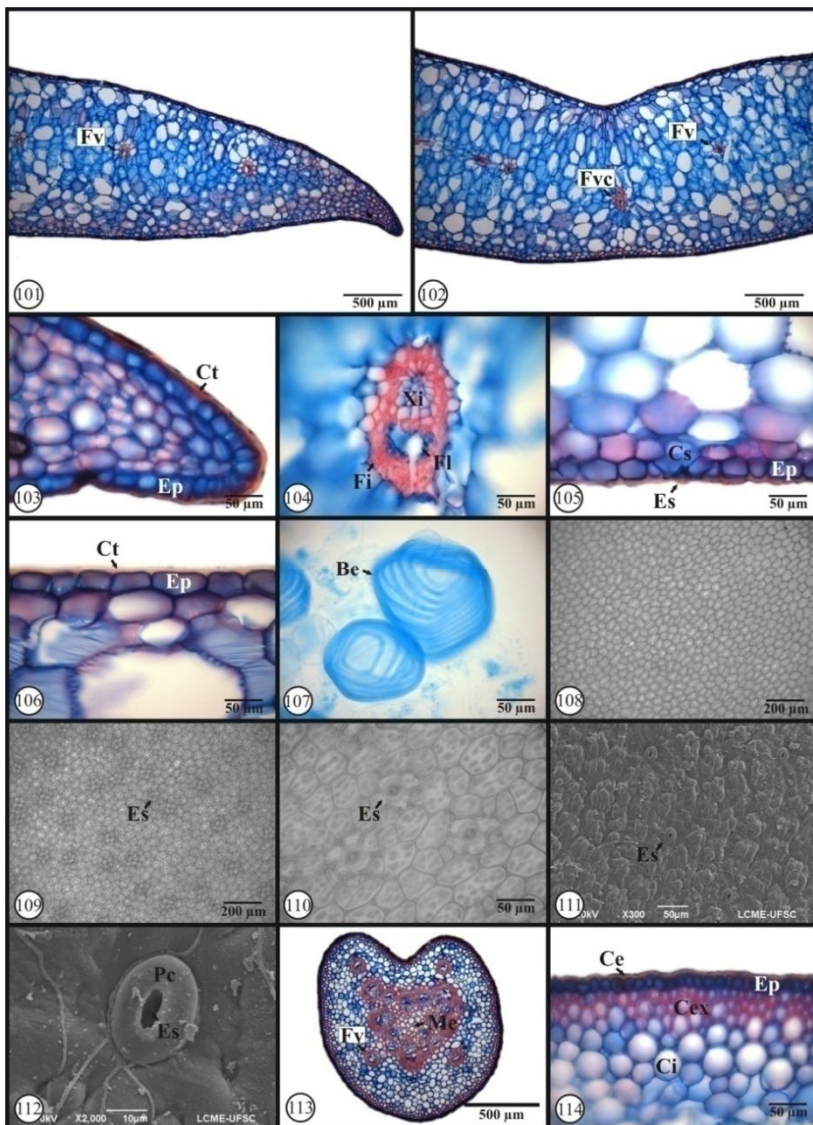 Fv
101
500 µm
Fv
Fvc
102
500 µm
Ct
Ep
103
50 µm
Xi
Fl
Fi
104
50 µm
Cs
Ep
Es
105
50 µm
Ct
Ep
106
50 µm
Be
107
50 µm
108
200 µm
Es
109
200 µm
Es
110
50 µm
Es
111
0kV X300 50µm LCME-UFSC
Pc
Es
112
0kV X2,000 10µm LCME-UFSC
Fv
Me
113
500 µm
Ce
Ep
Cex
Ci
114
50 µm